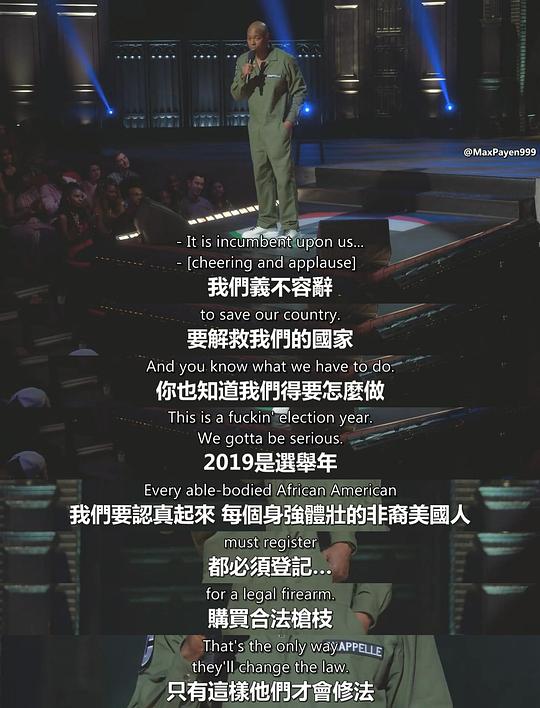 @MaxPayen999
- It is incumbent upon us...
- [cheering and applause]
我們義不容辭
to save our country.
要解救我們的國家
And you know what we have to do.
你也知道我們得要怎麼做
This is a fuckin' election year.
We gotta be serious.
2019是選舉年
Every able-bodied African American
我們要認真起來 每個身強體壯的非裔美國人
must register
都必須登記...
for a legal firearm.
購買合法槍枝
That's the only way
they'll change the law.
只有這樣他們才會修法